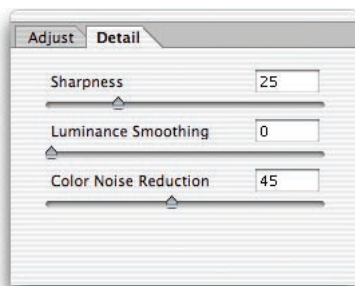 Adjust Detail
Sharpness 25
Luminance Smoothing 0
Color Noise Reduction 45